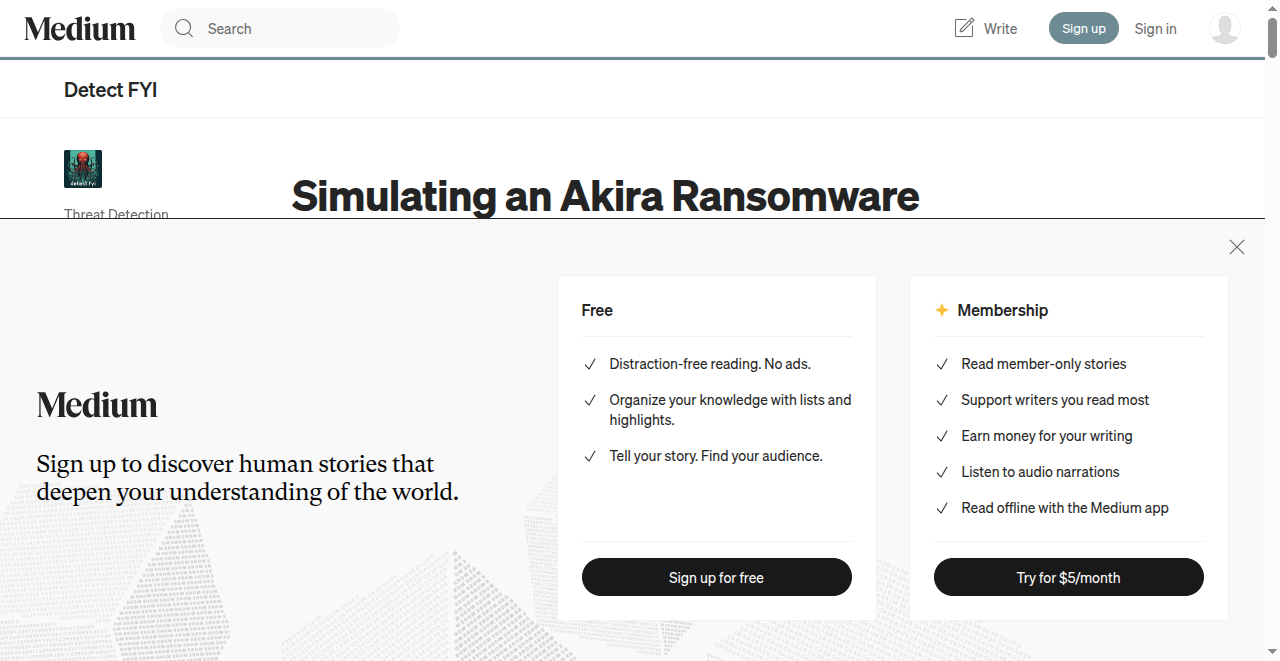 Medium
Search
Write
Sign up
Sign in
Detect FYI
detect fyi
Threat Detection
Simulating an Akira Ransomware
Medium
Sign up to discover human stories that
deepen your understanding of the world.
Free
Distraction-free reading. No ads.
Organize your knowledge with lists and
highlights.
Tell your story. Find your audience.
Sign up for free
Membership
Read member-only stories
Support writers you read most
Earn money for your writing
Listen to audio narrations
Read offline with the Medium app
Try for $5/month